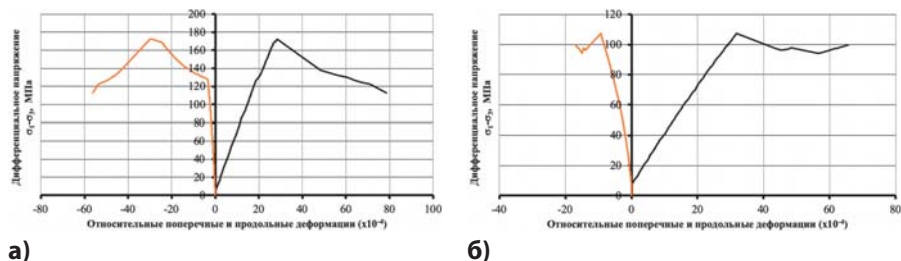 Дифференциальное напряжение
σ₁-σ₃, МПа
200
180
160
140
120
100
80
60
40
20
0
-80 -60 -40 -20 0 20 40 60 80 100
Относительные поперечные и продольные деформации (x10⁻⁴)
а)
Дифференциальное напряжение
σ₁-σ₃, МПа
120
100
80
60
40
20
0
-40 -20 0 20 40 60 80
Относительные поперечные и продольные деформации (x10⁻⁴)
б)